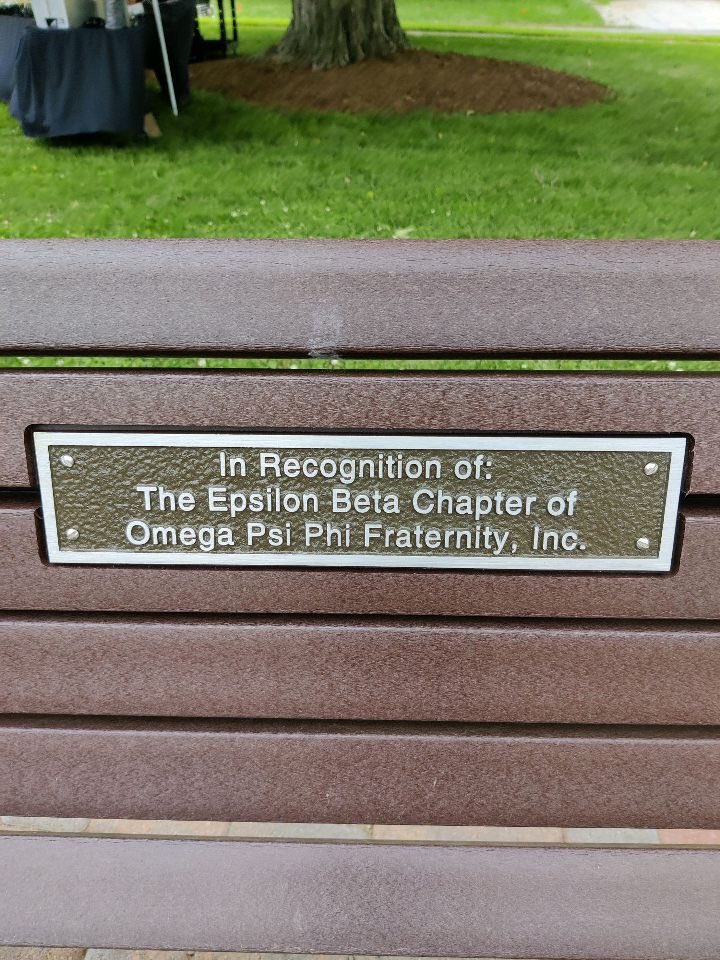 In Recognition of:
The Epsilon Beta Chapter of
Omega Psi Phi Fraternity, Inc.